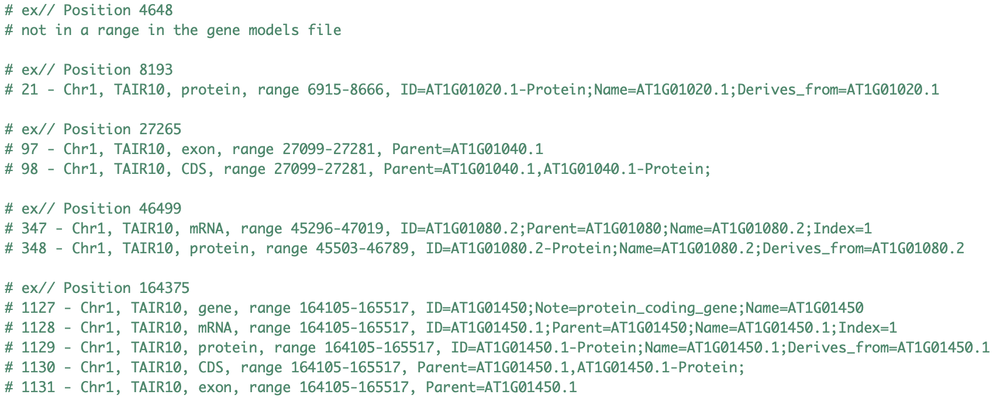 # ex// Position 4648
# not in a range in the gene models file
# ex// Position 8193
# 21 - Chr1, TAIR10, protein, range 6915-8666, ID=AT1G01020.1-Protein;Name=AT1G01020.1;Derives_from=AT1G01020.1
# ex// Position 27265
# 97 - Chr1, TAIR10, exon, range 27099-27281, Parent=AT1G01040.1
# 98 - Chr1, TAIR10, CDS, range 27099-27281, Parent=AT1G01040.1,AT1G01040.1-Protein;
# ex// Position 46499
# 347 - Chr1, TAIR10, mRNA, range 45296-47019, ID=AT1G01080.2;Parent=AT1G01080;Name=AT1G01080.2;Index=1
# 348 - Chr1, TAIR10, protein, range 45503-46789, ID=AT1G01080.2-Protein;Name=AT1G01080.2;Derives_from=AT1G01080.2
# ex// Position 164375
# 1127 - Chr1, TAIR10, gene, range 164105-165517, ID=AT1G01450;Note=protein_coding_gene;Name=AT1G01450
# 1128 - Chr1, TAIR10, mRNA, range 164105-165517, ID=AT1G01450.1;Parent=AT1G01450;Name=AT1G01450.1;Index=1
# 1129 - Chr1, TAIR10, protein, range 164105-165517, ID=AT1G01450.1-Protein;Name=AT1G01450.1;Derives_from=AT1G01450.1
# 1130 - Chr1, TAIR10, CDS, range 164105-165517, Parent=AT1G01450.1,AT1G01450.1-Protein;
# 1131 - Chr1, TAIR10, exon, range 164105-165517, Parent=AT1G01450.1